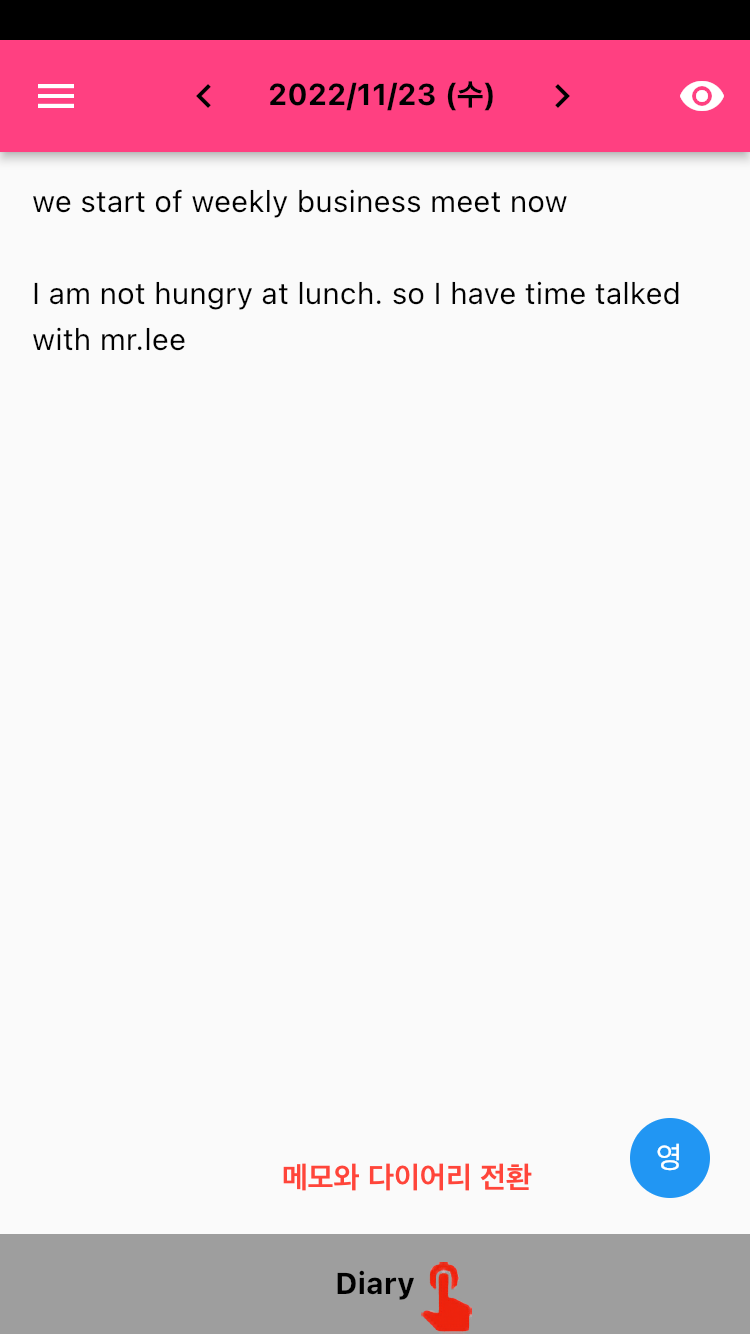 2022/11/23 (수)
we start of weekly business meet now
I am not hungry at lunch. so I have time talked
with mr.lee
영
메모와 다이어리 전환
Diary